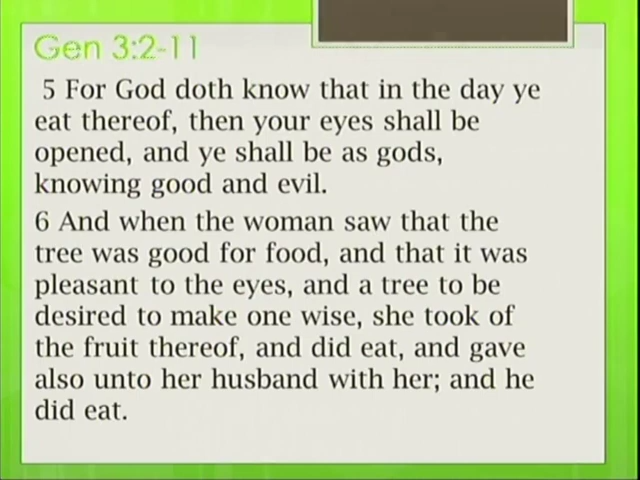 Gen 3:2-11
5 For God doth know that in the day ye
eat thereof, then your eyes shall be
opened, and ye shall be as gods,
knowing good and evil.
6 And when the woman saw that the
tree was good for food, and that it was
pleasant to the eyes, and a tree to be
desired to make one wise, she took of
the fruit thereof, and did eat, and gave
also unto her husband with her; and he
did eat.